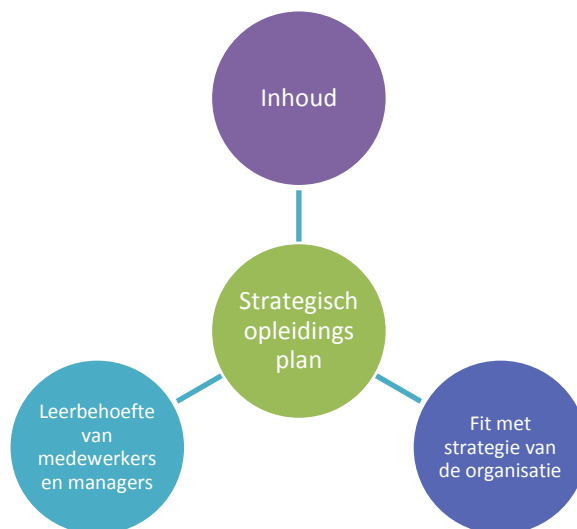 Inhoud
Strategisch
opleidings
plan
Leerbehoefte
van
medewerkers
en managers
Fit met
strategie van
de organisatie